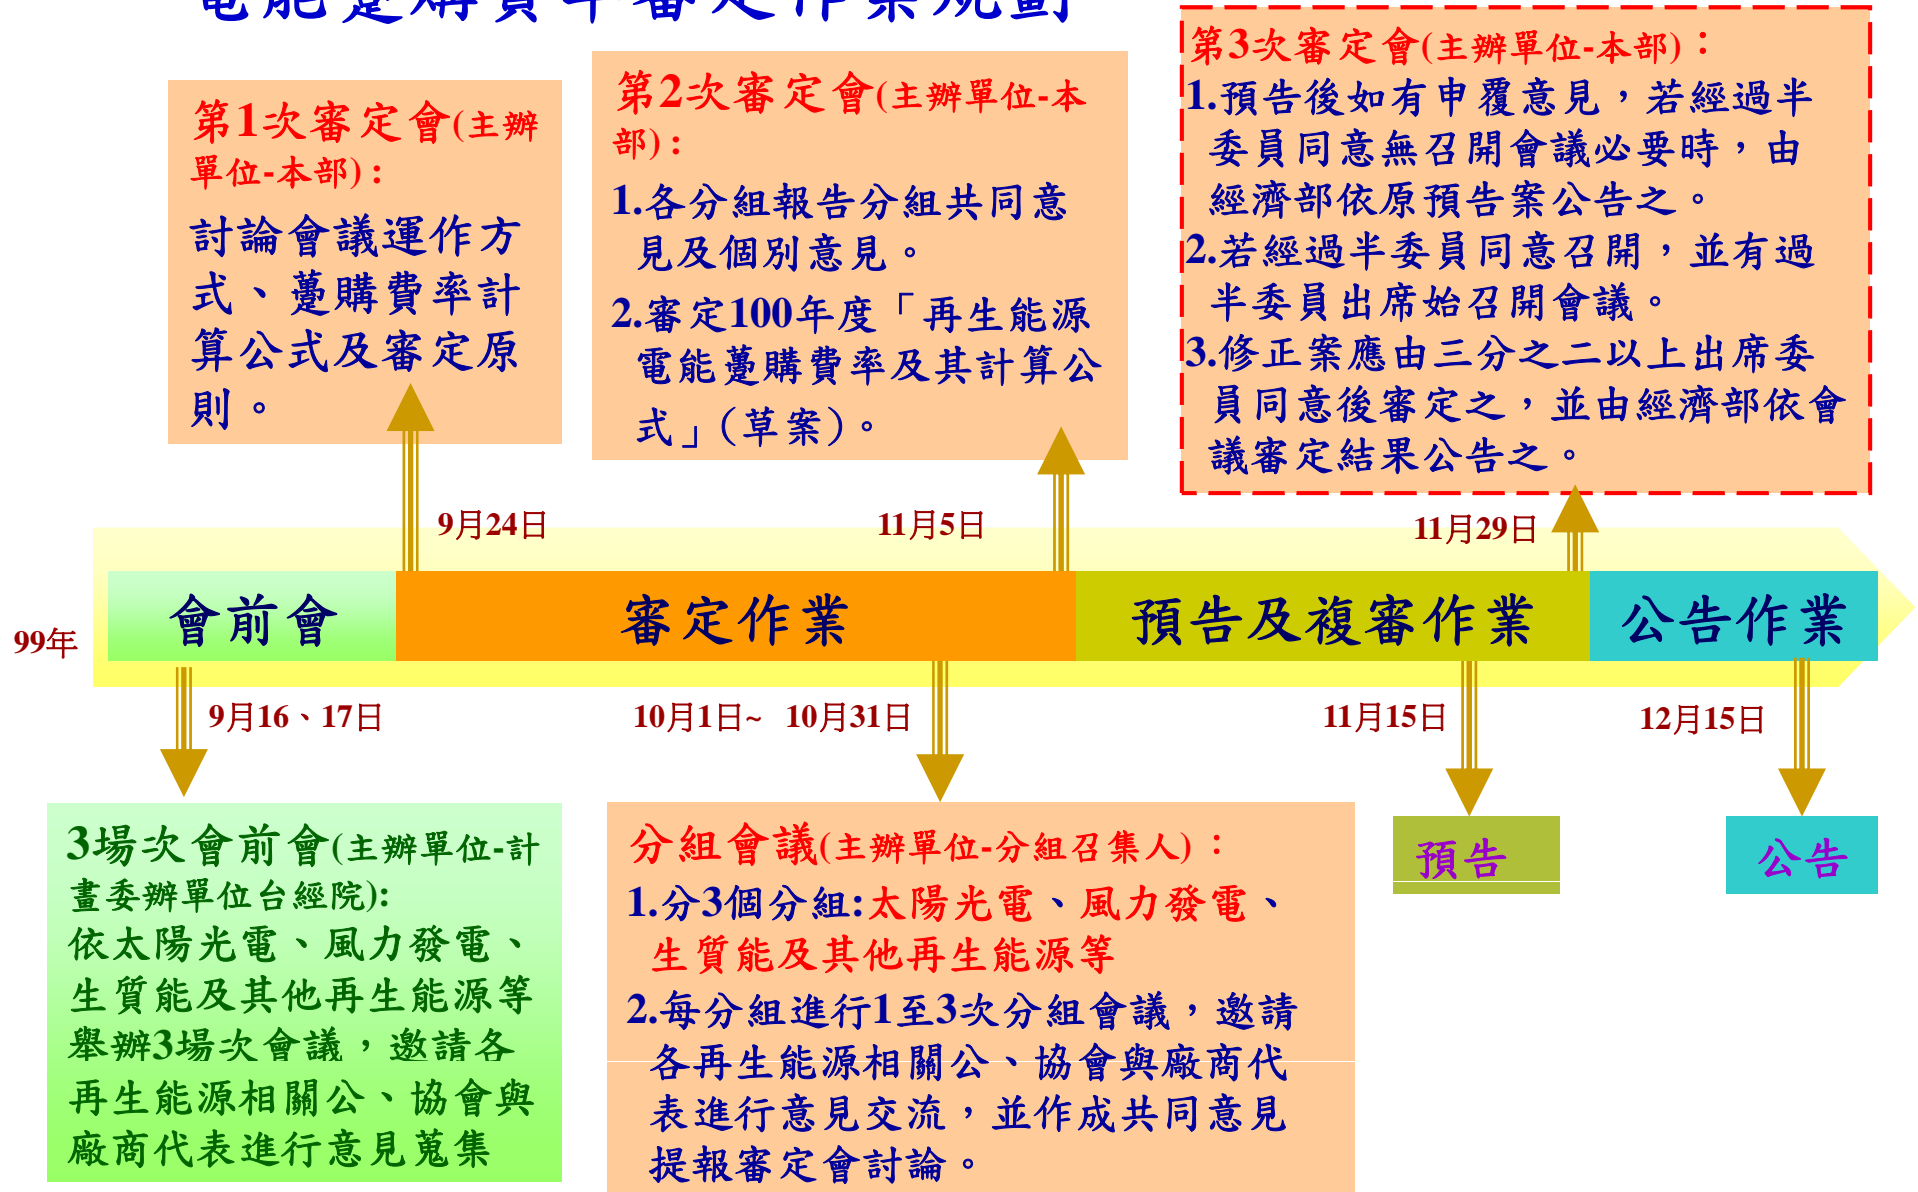 電能躉購費率審定作業規劃
第1次審定會(主辦
單位-本部)：
討論會議運作方
式、躉購費率計
算公式及審定原
則。
第2次審定會(主辦單位-本
部)：
1.各分組報告分組共同意
見及個別意見。
2.審定100年度「再生能源
電能躉購費率及其計算公
式」(草案)。
第3次審定會(主辦單位-本部)：
1.預告後如有申覆意見，若經過半
委員同意無召開會議必要時，由
經濟部依原預告案公告之。
2.若經過半委員同意召開，並有過
半委員出席始召開會議。
3.修正案應由三分之二以上出席委
員同意後審定之，並由經濟部依會
議審定結果公告之。
9月24日
11月5日
11月29日
99年
會前會
審定作業
預告及複審作業
公告作業
9月16、17日
10月1日~ 10月31日
11月15日
12月15日
3場次會前會(主辦單位-計
畫委辦單位台經院):
依太陽光電、風力發電、
生質能及其他再生能源等
舉辦3場次會議，邀請各
再生能源相關公、協會與
廠商代表進行意見蒐集
分組會議(主辦單位-分組召集人)：
1.分3個分組:太陽光電、風力發電、
生質能及其他再生能源等
2.每分組進行1至3次分組會議，邀請
各再生能源相關公、協會與廠商代
表進行意見交流，並作成共同意見
提報審定會討論。
預告
公告